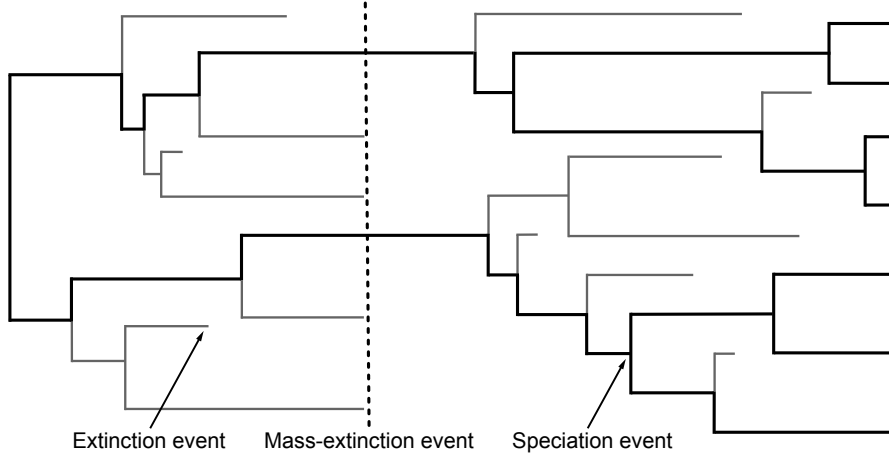 Extinction event
Mass-extinction event
Speciation event